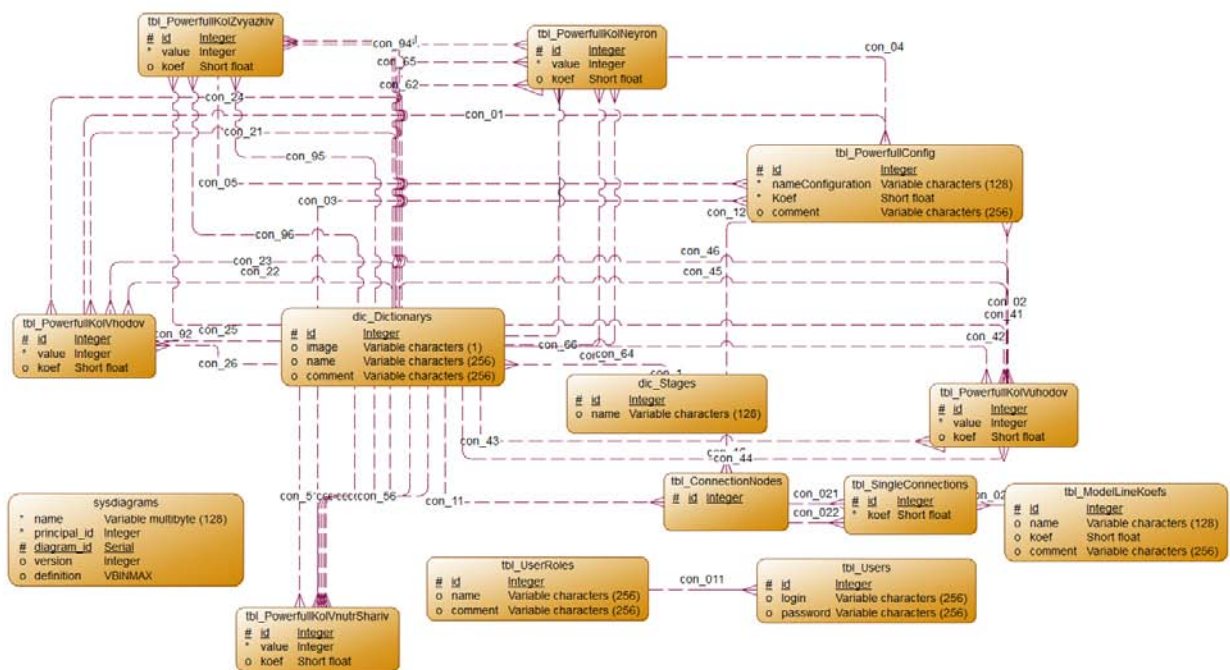 tbl_PowerfullKolZvyazkiv
# id Integer
* value Integer
o koef Short float
tbl_PowerfullKolNeyron
# id Integer
* value Integer
o koef Short float
con_94
con_65
con_62
con_04
con_24
con_01
con_21
con_95
con_05
con_03
con_96
tbl_PowerfullConfig
# id Integer
* nameConfiguration Variable characters (128)
* Koef Short float
o comment Variable characters (256)
con_12
con_46
con_23
con_22
con_45
con_02
con_41
tbl_PowerfullKolVhodov
# id Integer
* value Integer
o koef Short float
con_92
con_25
con_26
dic_Dictionarys
# id Integer
o image Variable characters (1)
o name Variable characters (256)
o comment Variable characters (256)
con_66
con_64
con_42
dic_Stages
# id Integer
o name Variable characters (128)
tbl_PowerfullKolVuhodov
# id Integer
* value Integer
o koef Short float
con_43
con_44
con_56
con_11
tbl_ConnectionNodes
# id Integer
con_021
con_022
tbl_SingleConnections
# id Integer
* koef Short float
tbl_ModelLineKoefs
# id Integer
o name Variable characters (128)
o koef Short float
o comment Variable characters (256)
sysdiagrams
* name Variable multibyte (128)
* principal_id Integer
# diagram_id Serial
o version Integer
o definition VBINMAX
tbl_UserRoles
# id Integer
o name Variable characters (256)
o comment Variable characters (256)
con_011
tbl_Users
# id Integer
o login Variable characters (256)
o password Variable characters (256)
tbl_PowerfullKolVnutrShariv
# id Integer
* value Integer
o koef Short float